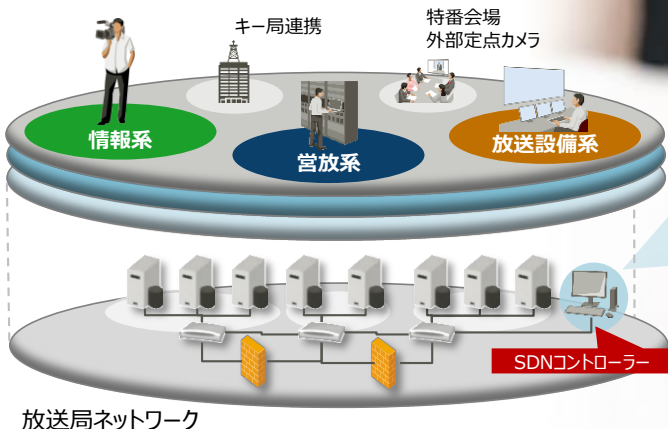 キー局連携
特番会場
外部定点カメラ
情報系
営放系
放送設備系
SDNコントローラー
放送局ネットワーク